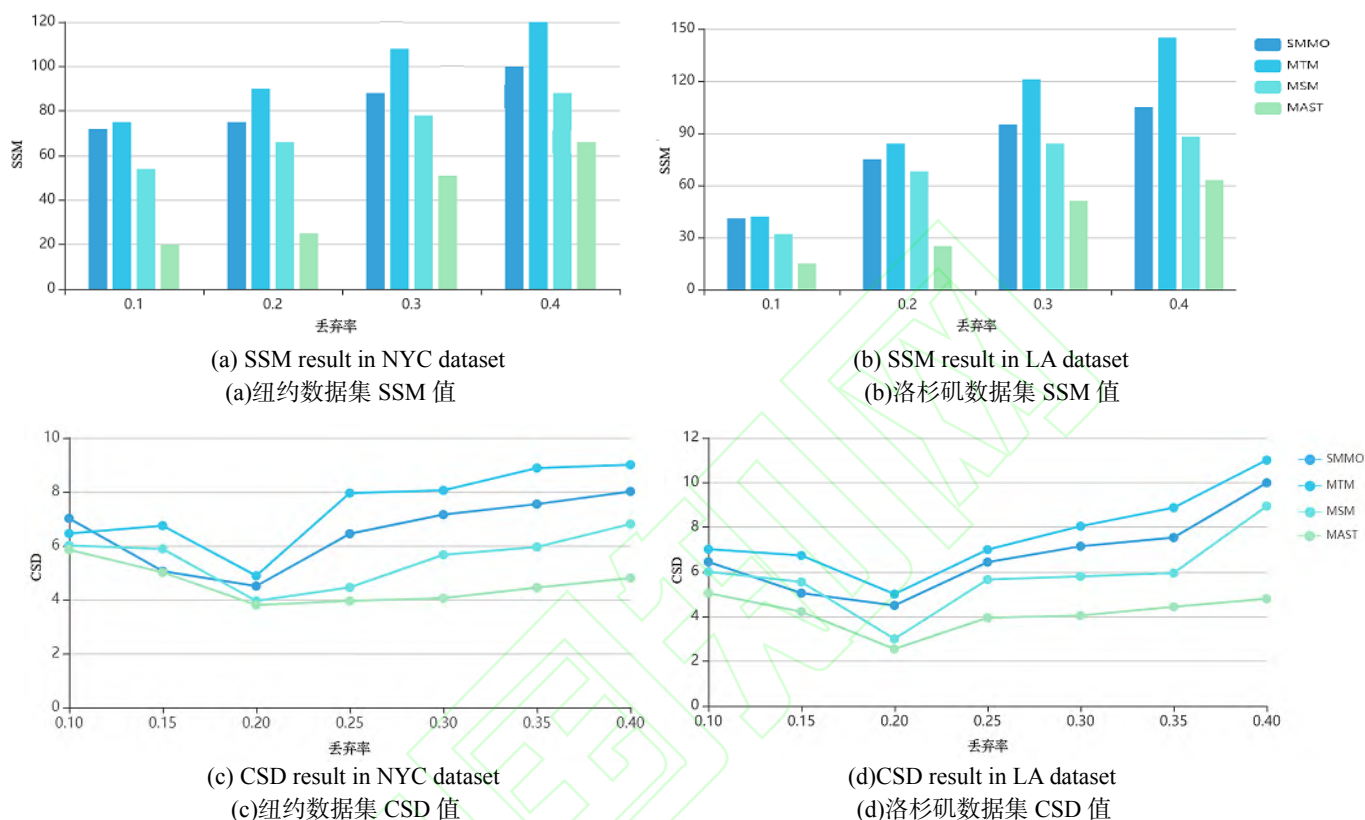 120
100
80
60
40
20
0
SSM
0.1 0.2 0.3 0.4
丢弃率
(a) SSM result in NYC dataset
(a)纽约数据集 SSM 值
150
120
90
60
30
0
SSM
0.1 0.2 0.3 0.4
丢弃率
SMMO
MTM
MSM
MAST
(b) SSM result in LA dataset
(b)洛杉矶数据集 SSM 值
10
8
6
4
2
0
CSD
0.10 0.15 0.20 0.25 0.30 0.35 0.40
丢弃率
(c) CSD result in NYC dataset
(c)纽约数据集 CSD 值
12
10
8
6
4
2
0
CSD
0.10 0.15 0.20 0.25 0.30 0.35 0.40
丢弃率
SMMO
MTM
MSM
MAST
(d)CSD result in LA dataset
(d)洛杉矶数据集 CSD 值